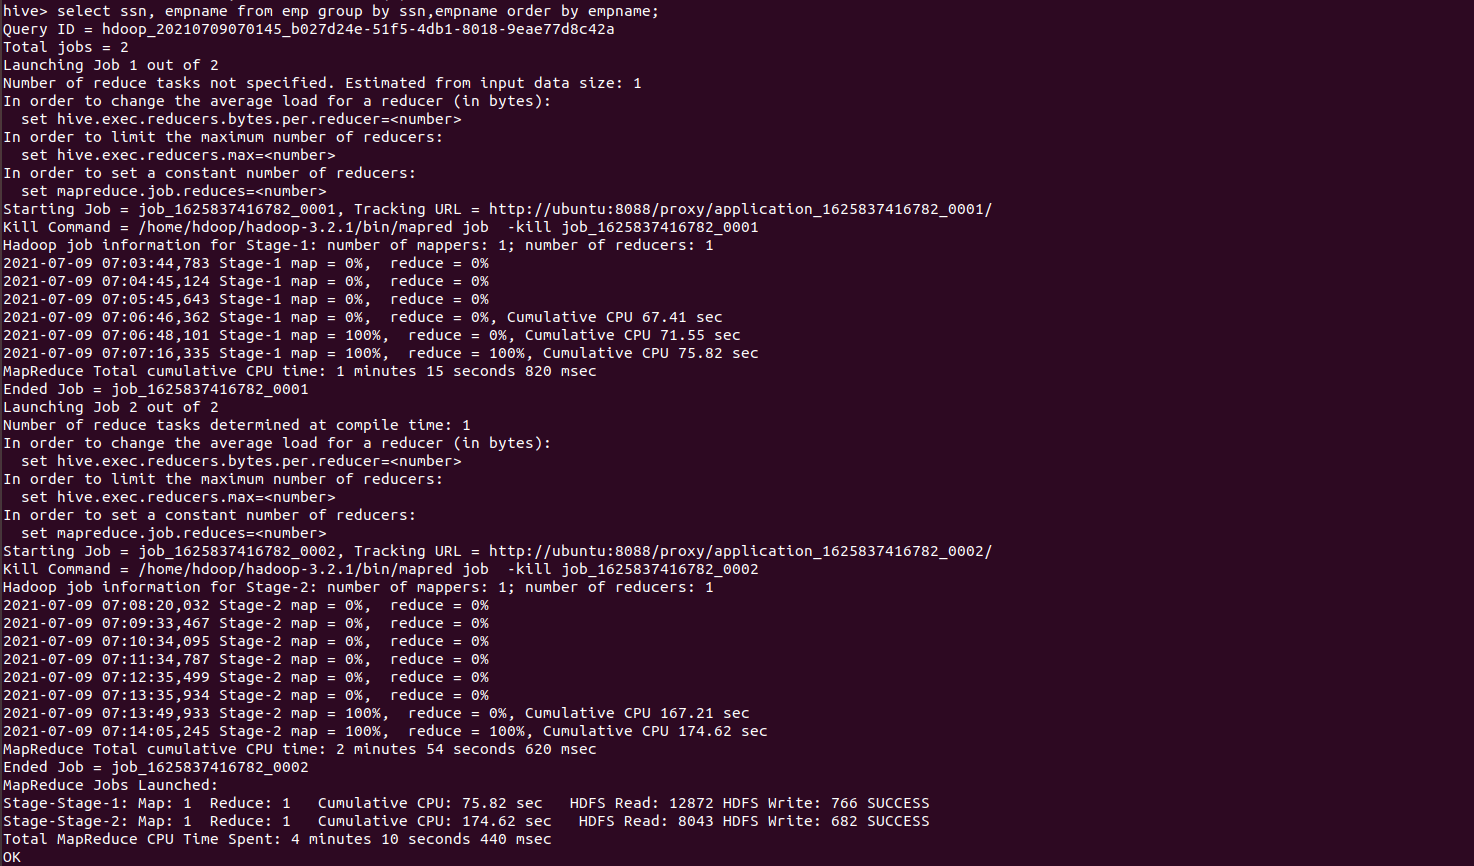 hive> select ssn, empname from emp group by ssn,empname order by empname;
Query ID = hdoop_20210709070145_b027d24e-51f5-4db1-8018-9eae77d8c42a
Total jobs = 2
Launching Job 1 out of 2
Number of reduce tasks not specified. Estimated from input data size: 1
In order to change the average load for a reducer (in bytes):
  set hive.exec.reducers.bytes.per.reducer=<number>
In order to limit the maximum number of reducers:
  set hive.exec.reducers.max=<number>
In order to set a constant number of reducers:
  set mapreduce.job.reduces=<number>
Starting Job = job_1625837416782_0001, Tracking URL = http://ubuntu:8088/proxy/application_1625837416782_0001/
Kill Command = /home/hdoop/hadoop-3.2.1/bin/mapred job  -kill job_1625837416782_0001
Hadoop job information for Stage-1: number of mappers: 1; number of reducers: 1
2021-07-09 07:03:44,783 Stage-1 map = 0%,  reduce = 0%
2021-07-09 07:04:45,124 Stage-1 map = 0%,  reduce = 0%
2021-07-09 07:05:45,643 Stage-1 map = 0%,  reduce = 0%
2021-07-09 07:06:46,362 Stage-1 map = 0%,  reduce = 0%, Cumulative CPU 67.41 sec
2021-07-09 07:06:48,101 Stage-1 map = 100%,  reduce = 0%, Cumulative CPU 71.55 sec
2021-07-09 07:07:16,335 Stage-1 map = 100%,  reduce = 100%, Cumulative CPU 75.82 sec
MapReduce Total cumulative CPU time: 1 minutes 15 seconds 820 msec
Ended Job = job_1625837416782_0001
Launching Job 2 out of 2
Number of reduce tasks determined at compile time: 1
In order to change the average load for a reducer (in bytes):
  set hive.exec.reducers.bytes.per.reducer=<number>
In order to limit the maximum number of reducers:
  set hive.exec.reducers.max=<number>
In order to set a constant number of reducers:
  set mapreduce.job.reduces=<number>
Starting Job = job_1625837416782_0002, Tracking URL = http://ubuntu:8088/proxy/application_1625837416782_0002/
Kill Command = /home/hdoop/hadoop-3.2.1/bin/mapred job  -kill job_1625837416782_0002
Hadoop job information for Stage-2: number of mappers: 1; number of reducers: 1
2021-07-09 07:08:20,032 Stage-2 map = 0%,  reduce = 0%
2021-07-09 07:09:33,467 Stage-2 map = 0%,  reduce = 0%
2021-07-09 07:10:34,095 Stage-2 map = 0%,  reduce = 0%
2021-07-09 07:11:34,787 Stage-2 map = 0%,  reduce = 0%
2021-07-09 07:12:35,499 Stage-2 map = 0%,  reduce = 0%
2021-07-09 07:13:35,934 Stage-2 map = 0%,  reduce = 0%
2021-07-09 07:13:49,933 Stage-2 map = 100%,  reduce = 0%, Cumulative CPU 167.21 sec
2021-07-09 07:14:05,245 Stage-2 map = 100%,  reduce = 100%, Cumulative CPU 174.62 sec
MapReduce Total cumulative CPU time: 2 minutes 54 seconds 620 msec
Ended Job = job_1625837416782_0002
MapReduce Jobs Launched:
Stage-Stage-1: Map: 1  Reduce: 1   Cumulative CPU: 75.82 sec   HDFS Read: 12872 HDFS Write: 766 SUCCESS
Stage-Stage-2: Map: 1  Reduce: 1   Cumulative CPU: 174.62 sec   HDFS Read: 8043 HDFS Write: 682 SUCCESS
Total MapReduce CPU Time Spent: 4 minutes 10 seconds 440 msec
OK